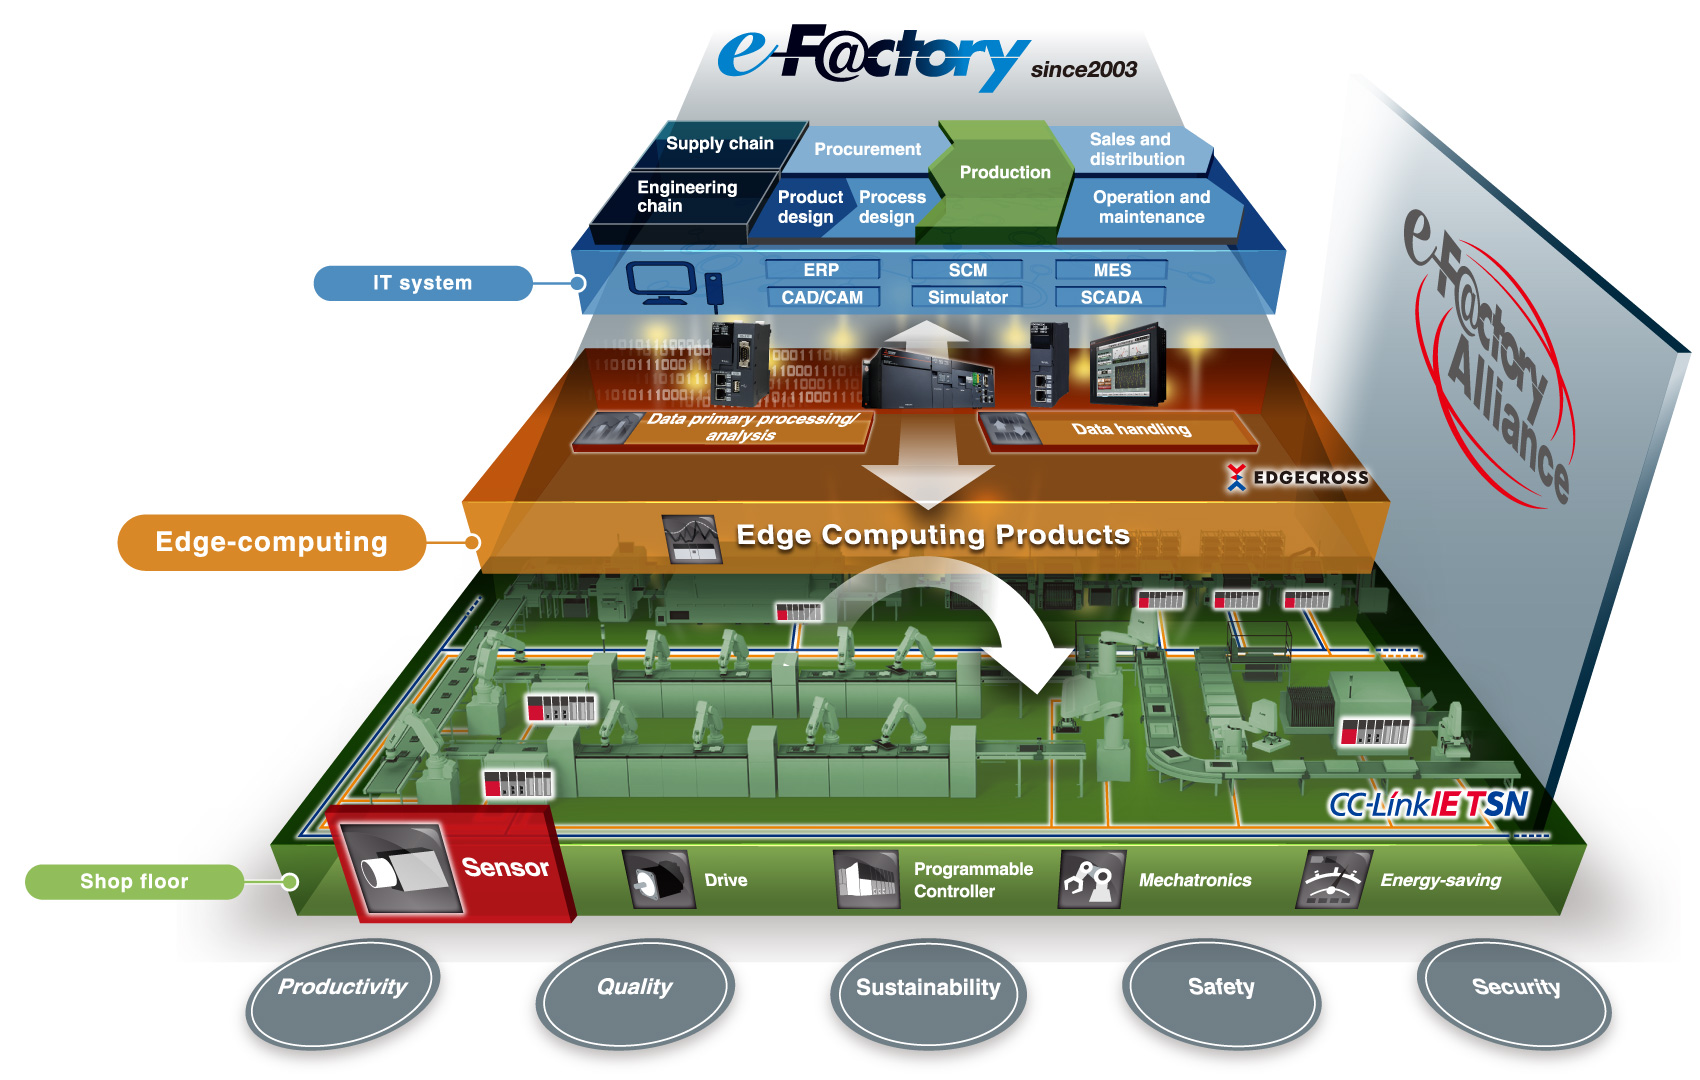 e-F@ctory since2003
Supply chain
Procurement
Production
Sales and
distribution
Engineering
chain
Product
design
Process
design
Operation and
maintenance
IT system
ERP
SCM
MES
CAD/CAM
Simulator
SCADA
e-F@ctory
Alliance
Data primary processing/
analysis
Data handling
EDGECROSS
Edge-computing
Edge Computing Products
CC-Link IE TSN
Shop floor
Sensor
Drive
Programmable
Controller
Mechatronics
Energy-saving
Productivity
Quality
Sustainability
Safety
Security